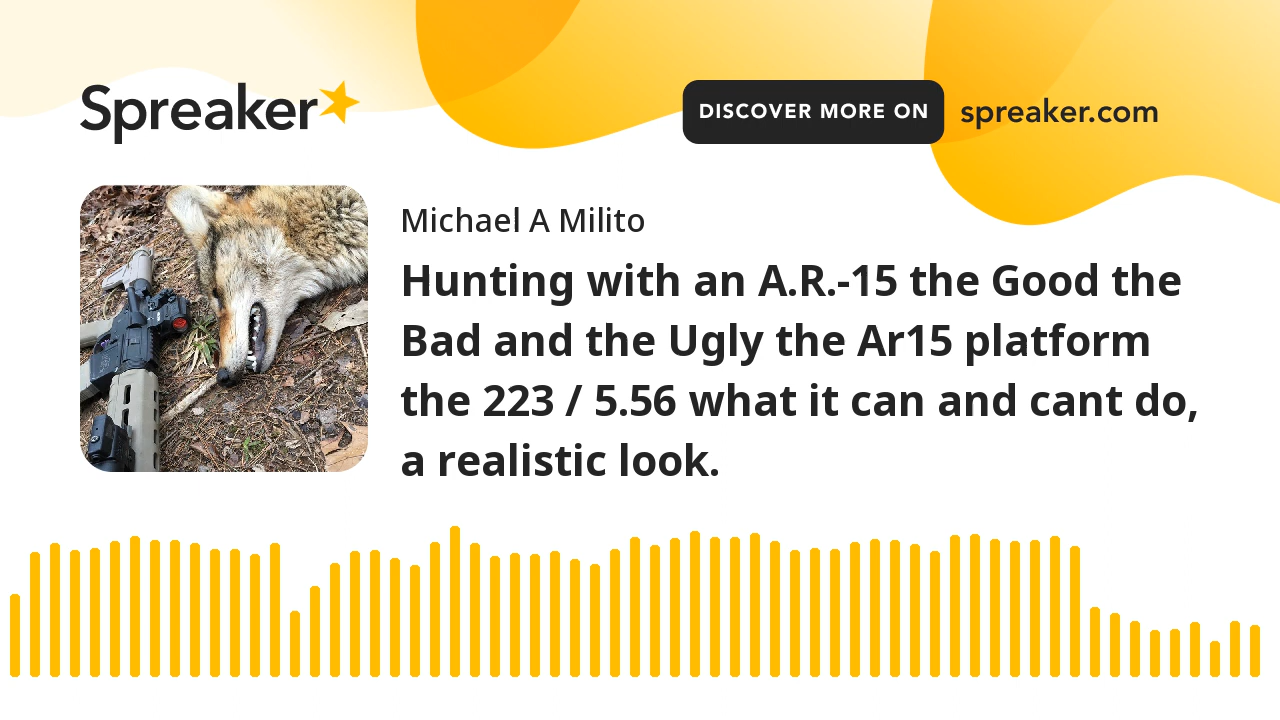 Spreaker
DISCOVER MORE ON
spreaker.com
Michael A Milito
Hunting with an A.R.-15 the Good the
Bad and the Ugly the Ar15 platform
the 223 / 5.56 what it can and cant do,
a realistic look.